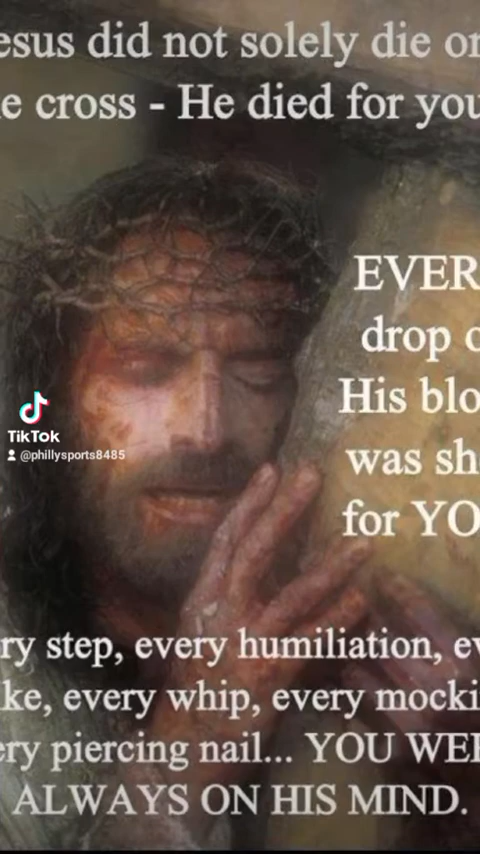 esus did not solely die or
e cross - He died for you
EVER
drop o
His blo
was sh
for YO
TikTok
@phillysports8485
ry step, every humiliation, ev
ke, every whip, every mocki
ery piercing nail... YOU WER
ALWAYS ON HIS MIND.